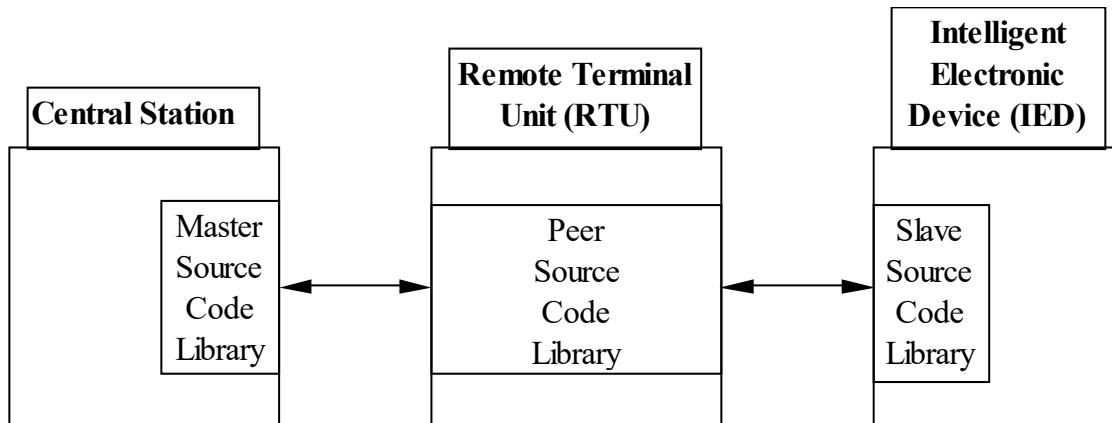 Central Station
Master
Source
Code
Library
Remote Terminal
Unit (RTU)
Peer
Source
Code
Library
Intelligent
Electronic
Device (IED)
Slave
Source
Code
Library